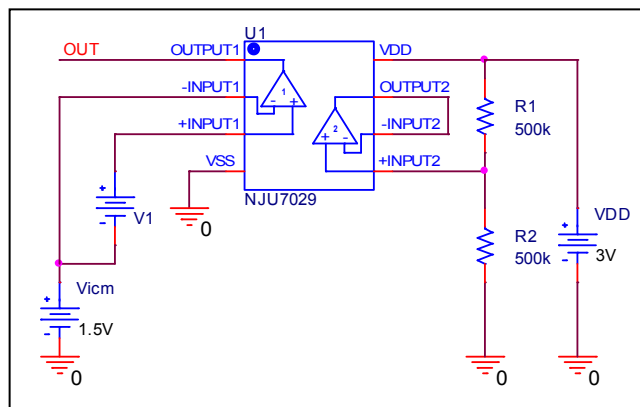 U1
OUT
OUTPUT1
VDD
-INPUT1
1
OUTPUT2
R1
500k
+INPUT1
2
-INPUT2
VSS
+INPUT2
V1
NJU7029
0
R2
500k
VDD
3V
Vicm
1.5V
0
0
0